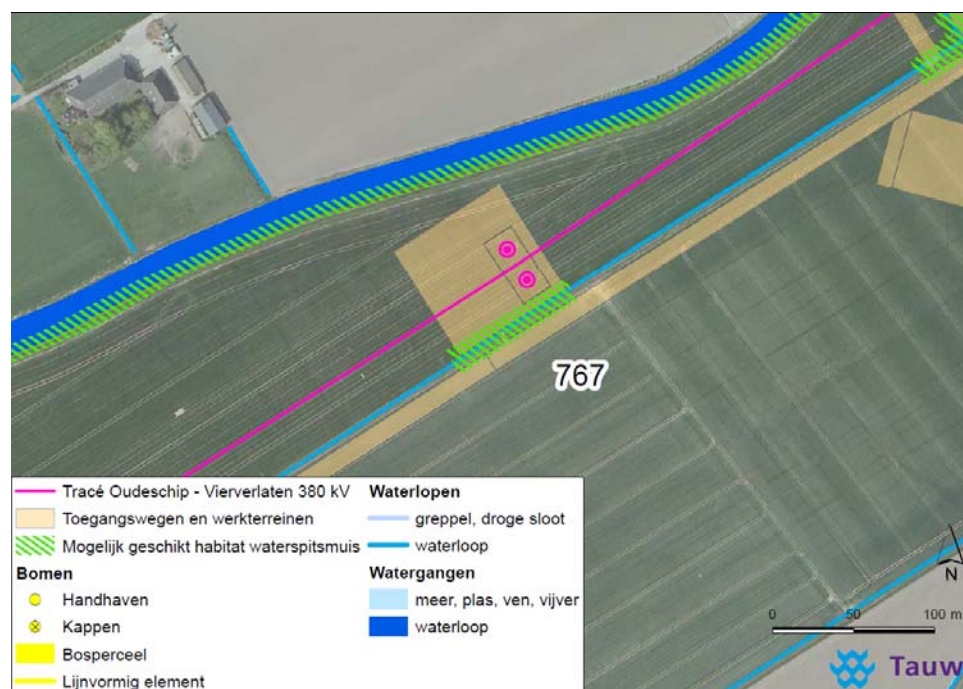 767
Tracé Oudeschip - Vierverlaten 380 kV
Toegangswegen en werkterreinen
Mogelijk geschikt habitat waterspitsmuis
Bomen
Handhaven
Kappen
Bosperceel
Lijnvormig element
Waterlopen
greppel, droge sloot
waterloop
Watergangen
meer, plas, ven, vijver
waterloop
N
0 50 100 m
Tauw